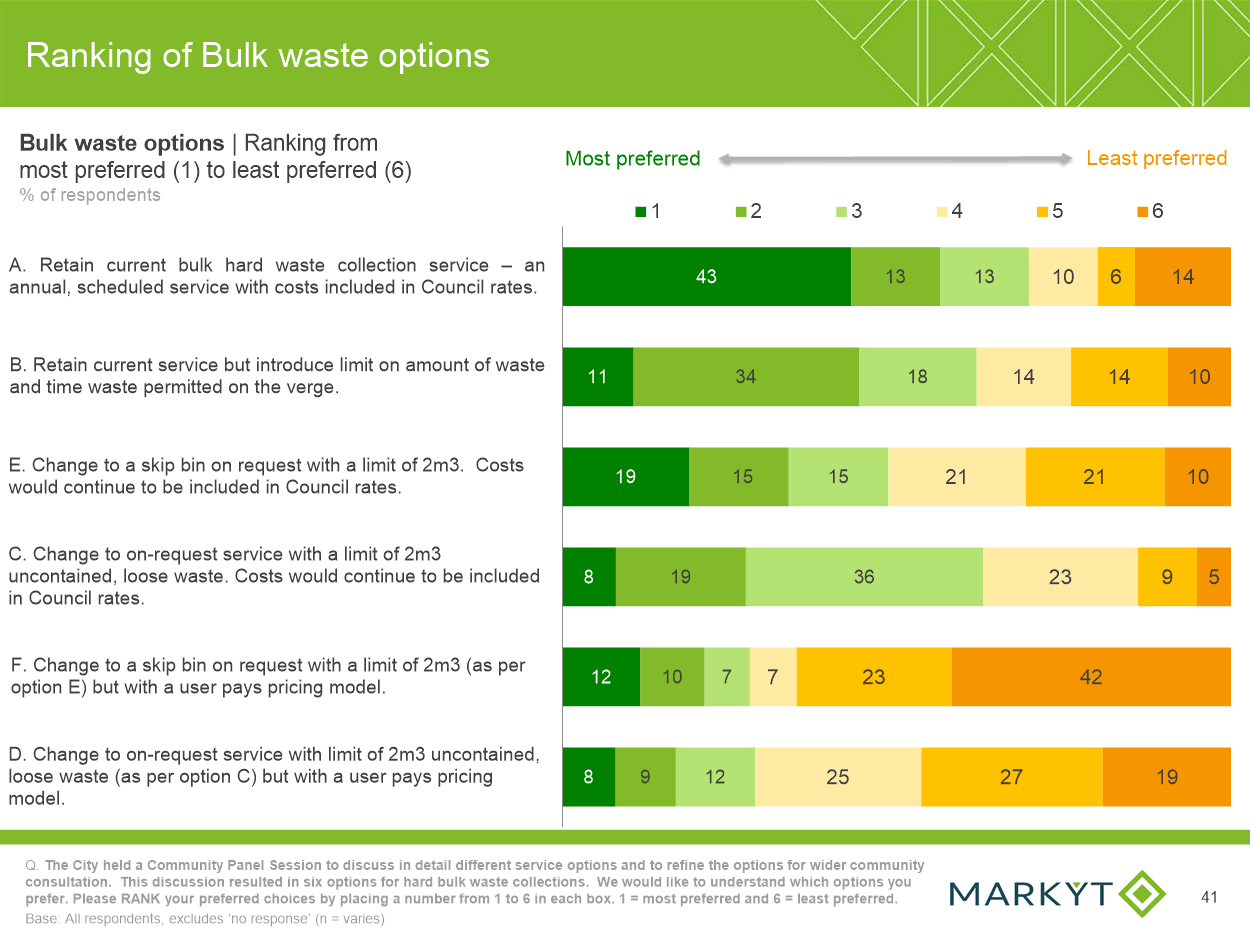 Ranking of Bulk waste options
Bulk waste options | Ranking from
most preferred (1) to least preferred (6)
% of respondents
Most preferred
Least preferred
1 2 3 4 5 6
A. Retain current bulk hard waste collection service – an
annual, scheduled service with costs included in Council rates.
43 13 13 10 6 14
B. Retain current service but introduce limit on amount of waste
and time waste permitted on the verge.
11 34 18 14 14 10
E. Change to a skip bin on request with a limit of 2m3.  Costs
would continue to be included in Council rates.
19 15 15 21 21 10
C. Change to on-request service with a limit of 2m3
uncontained, loose waste. Costs would continue to be included
in Council rates.
8 19 36 23 9 5
F. Change to a skip bin on request with a limit of 2m3 (as per
option E) but with a user pays pricing model.
12 10 7 7 23 42
D. Change to on-request service with limit of 2m3 uncontained,
loose waste (as per option C) but with a user pays pricing
model.
8 9 12 25 27 19
Q. The City held a Community Panel Session to discuss in detail different service options and to refine the options for wider community
consultation.  This discussion resulted in six options for hard bulk waste collections.  We would like to understand which options you
prefer. Please RANK your preferred choices by placing a number from 1 to 6 in each box. 1 = most preferred and 6 = least preferred.
Base: All respondents, excludes ‘no response’ (n = varies)
MARKYT
41